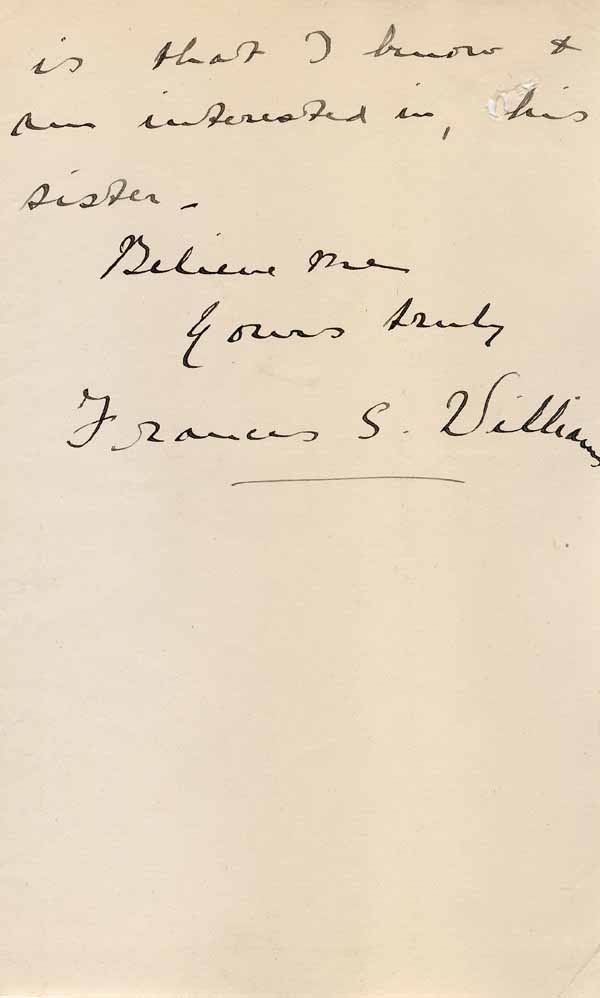 is that I know &
am interested in, his
sister -
Believe me
Yours truly
Frances S. Williams